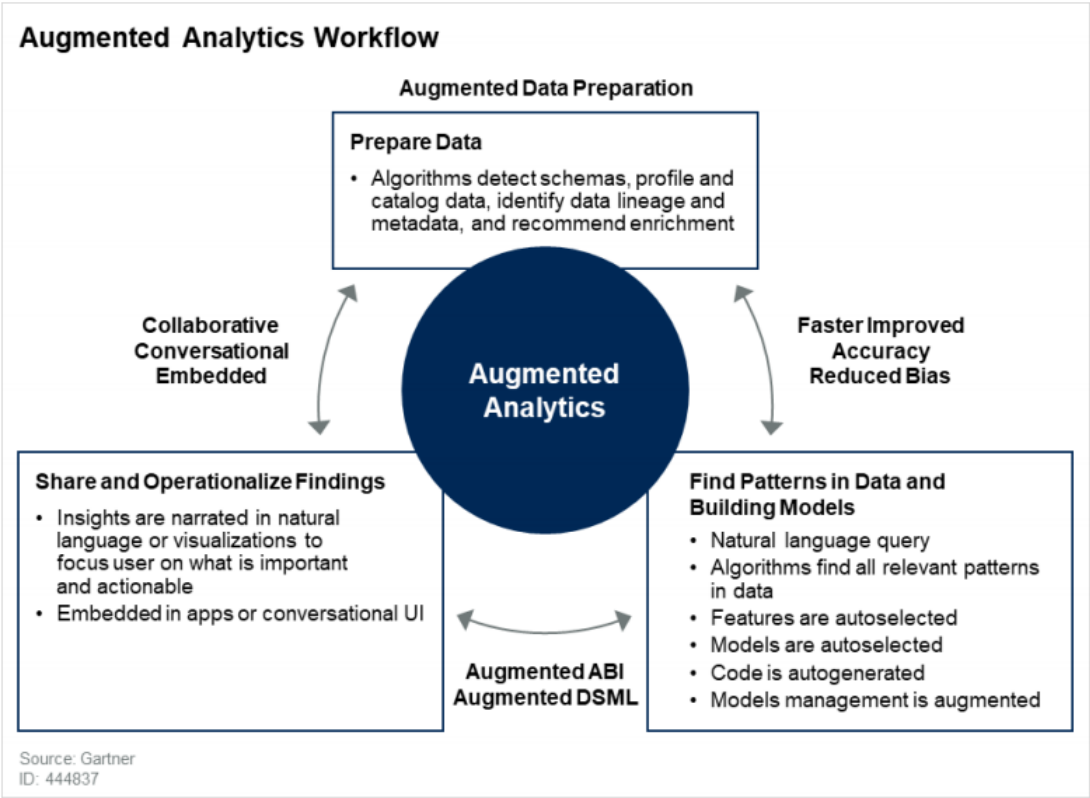 Augmented Analytics Workflow
Augmented Data Preparation
Prepare Data
• Algorithms detect schemas, profile and
catalog data, identify data lineage and
metadata, and recommend enrichment
Collaborative
Conversational
Embedded
Augmented
Analytics
Faster Improved
Accuracy
Reduced Bias
Share and Operationalize Findings
• Insights are narrated in natural
language or visualizations to
focus user on what is important
and actionable
• Embedded in apps or conversational UI
Find Patterns in Data and
Building Models
• Natural language query
• Algorithms find all relevant patterns
in data
• Features are autoselected
• Models are autoselected
• Code is autogenerated
• Models management is augmented
Augmented ABI
Augmented DSML
Source: Gartner
ID: 444837